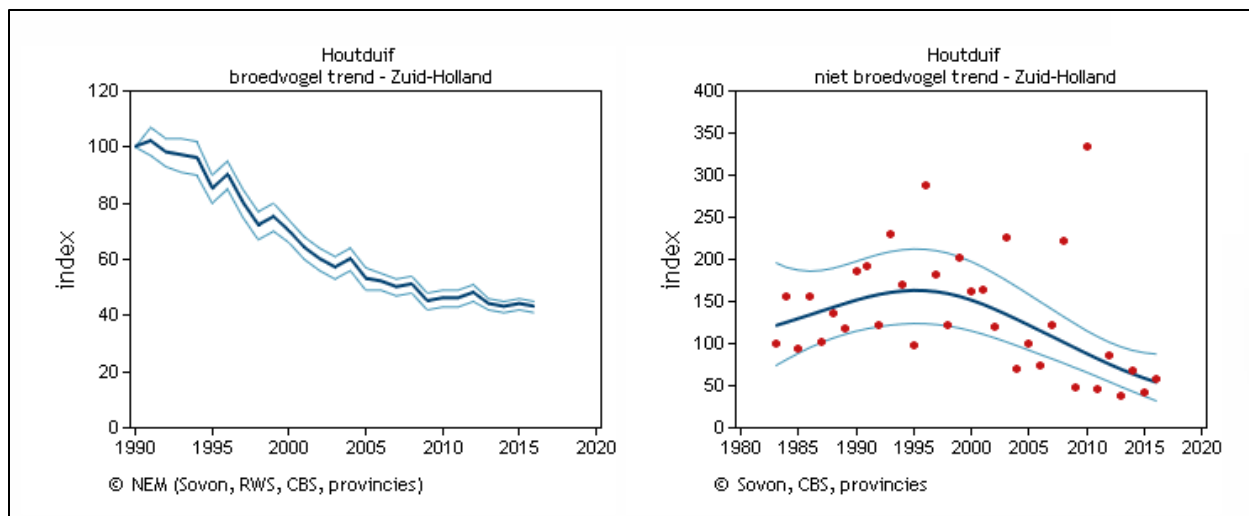 Houtduif
broedvogel trend - Zuid-Holland
120
100
80
60
40
20
0
index
1990 1995 2000 2005 2010 2015 2020
© NEM (Sovon, RWS, CBS, provincies)
Houtduif
niet broedvogel trend - Zuid-Holland
400
350
300
250
200
150
100
50
0
index
1980 1985 1990 1995 2000 2005 2010 2015 2020
© Sovon, CBS, provincies